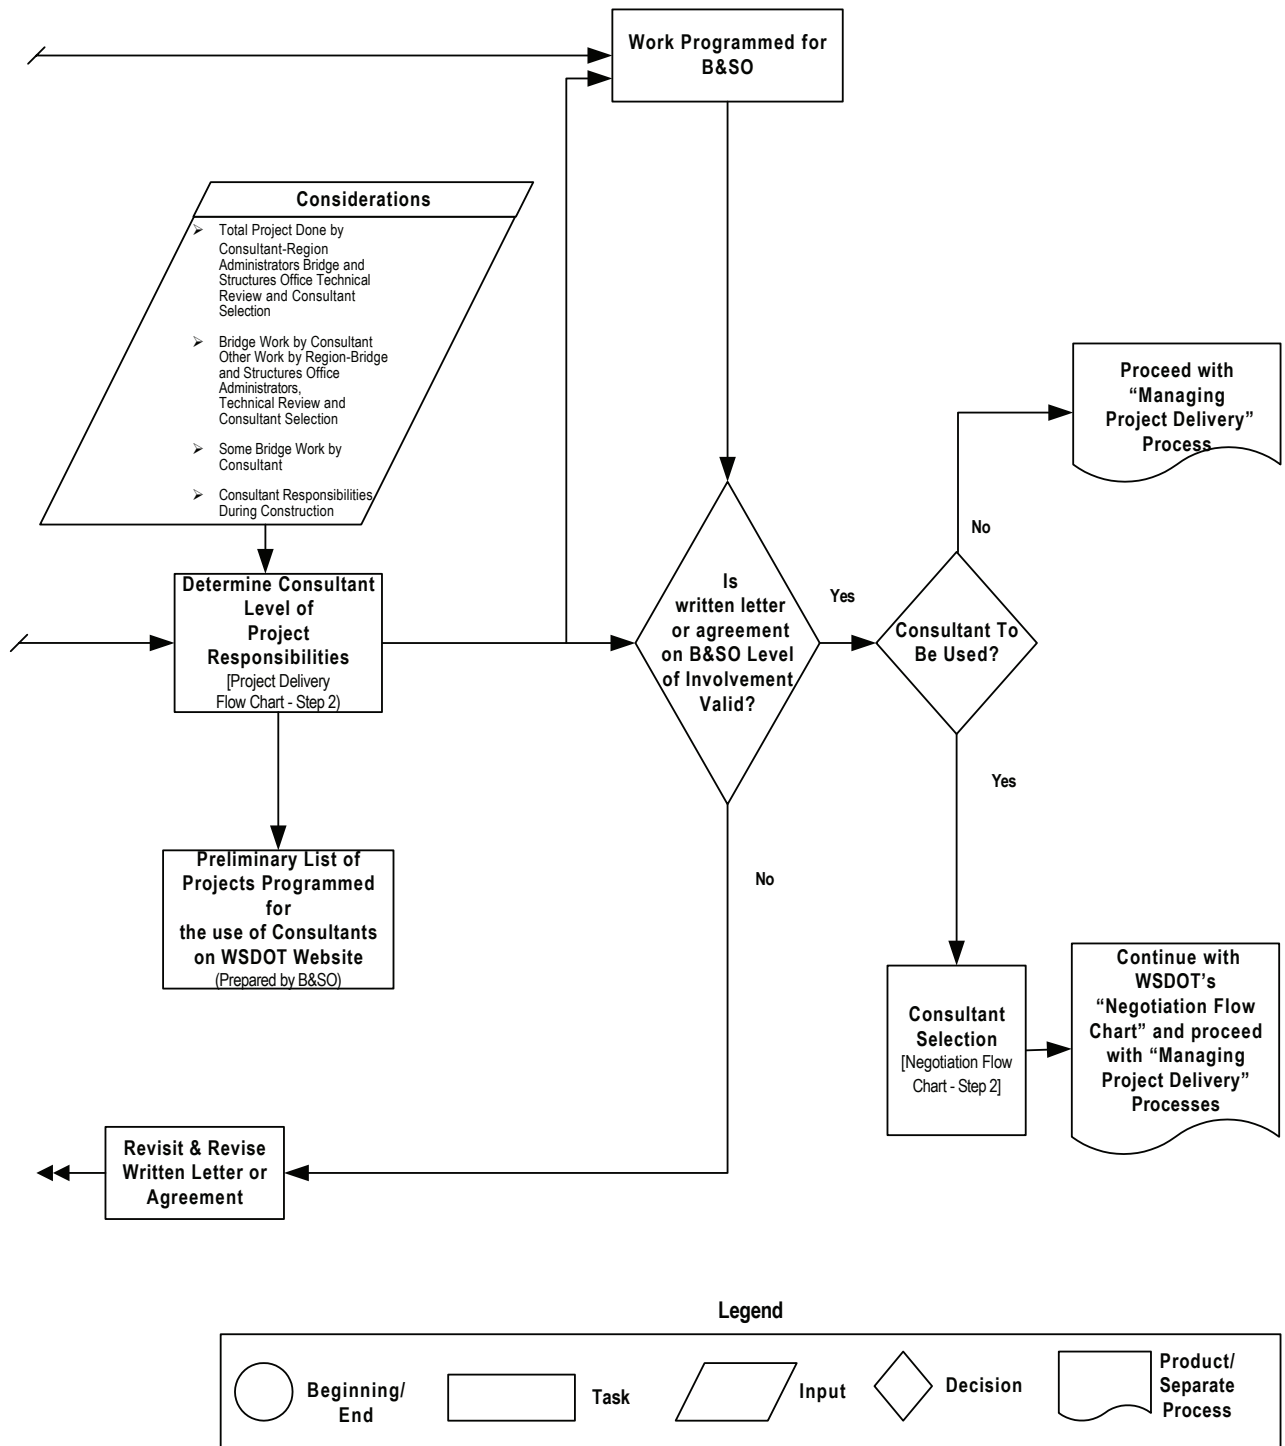 Work Programmed for
B&SO
Considerations
➢ Total Project Done by
Consultant-Region
Administrators Bridge and
Structures Office Technical
Review and Consultant
Selection
➢ Bridge Work by Consultant
Other Work by Region-Bridge
and Structures Office
Administrators,
Technical Review and
Consultant Selection
➢ Some Bridge Work by
Consultant
➢ Consultant Responsibilities
During Construction
Proceed with
“Managing
Project Delivery”
Process
No
Determine Consultant
Level of
Project
Responsibilities
[Project Delivery
Flow Chart - Step 2)
Is
written letter
or agreement
on B&SO Level
of Involvement
Valid?
Yes
Consultant To
Be Used?
Yes
No
Preliminary List of
Projects Programmed
for
the use of Consultants
on WSDOT Website
(Prepared by B&SO)
Consultant
Selection
[Negotiation Flow
Chart - Step 2]
Continue with
WSDOT’s
“Negotiation Flow
Chart” and proceed
with “Managing
Project Delivery”
Processes
Revisit & Revise
Written Letter or
Agreement
Legend
Beginning/
End
Task
Input
Decision
Product/
Separate
Process